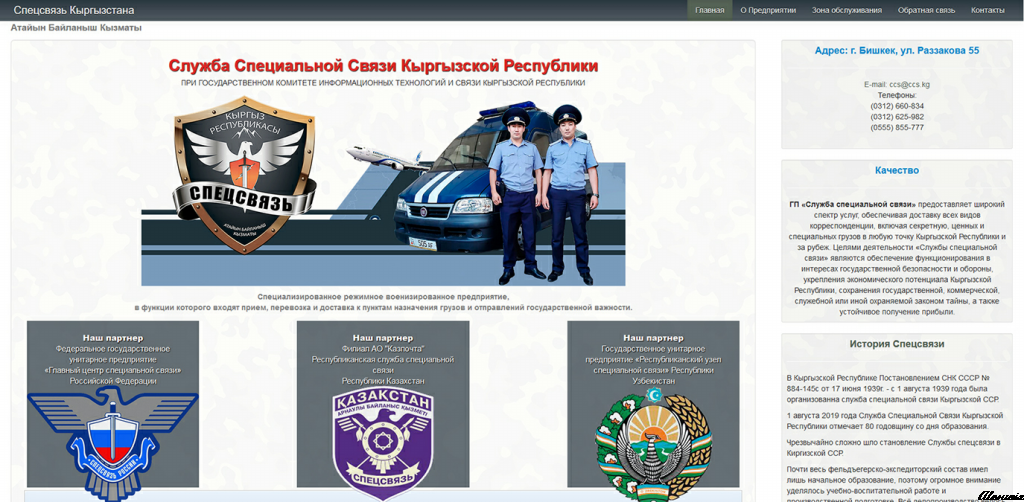 Спецсвязь Кыргызстана
Главная
О Предприятии
Зона обслуживания
Обратная связь
Контакты
Атайын Байланыш Кызматы
Служба Специальной Связи Кыргызской Республики
ПРИ ГОСУДАРСТВЕННОМ КОМИТЕТЕ ИНФОРМАЦИОННЫХ ТЕХНОЛОГИЙ И СВЯЗИ КЫРГЫЗСКОЙ РЕСПУБЛИКИ
КЫРГЫЗ
РЕСПУБЛИКАСЫ
СПЕЦСВЯЗЬ
АТАЙЫН БАЙЛАНЫШ
КЫЗМАТЫ
Специализированное режимное военизированное предприятие,
в функции которого входят прием, перевозка и доставка к пунктам назначения грузов и отправлений государственной важности.
Наш партнер
Федеральное государственное
унитарное предприятие
«Главный центр специальной связи»
Российской Федерации
СПЕЦСВЯЗЬ РОССИИ
Наш партнер
Филиал АО "Казпочта"
Республиканская служба специальной
связи
Республики Казахстан
КАЗАКСТАН
АРНАУЛЫ БАЙЛАНЫС ҚЫЗМЕТІ
СПЕЦСВЯЗЬ
Наш партнер
Государственное унитарное
предприятие «Республиканский узел
специальной связи» Республики
Узбекистан
Адрес: г. Бишкек, ул. Раззакова 55
E-mail: ccs@ccs.kg
Телефоны:
(0312) 660-834
(0312) 625-982
(0555) 855-777
Качество
ГП «Служба специальной связи» предоставляет широкий
спектр услуг, обеспечивая доставку всех видов
корреспонденции, включая секретную, ценных и
специальных грузов в любую точку Кыргызской Республики и
за рубеж. Целями деятельности «Службы специальной
связи» являются обеспечение функционирования в
интересах государственной безопасности и обороны,
укрепления экономического потенциала Кыргызской
Республики, сохранения государственной, коммерческой,
служебной или иной охраняемой законом тайны, а также
устойчивое получение прибыли.
История Спецсвязи
В Кыргызской Республике Постановлением СНК СССР №
884-145с от 17 июня 1939г. - с 1 августа 1939 года была
организованна служба специальной связи Кыргызской ССР.
1 августа 2019 года Служба Специальной Связи Кыргызской
Республики отмечает 80 годовщину со дня образования.
Чрезвычайно сложно шло становление Службы спецсвязи в
Киргизской ССР.
Почти весь фельдъегерско-экспедиторский состав имел
лишь начальное образование, поэтому огромное внимание
уделялось учебно-воспитательной работе и